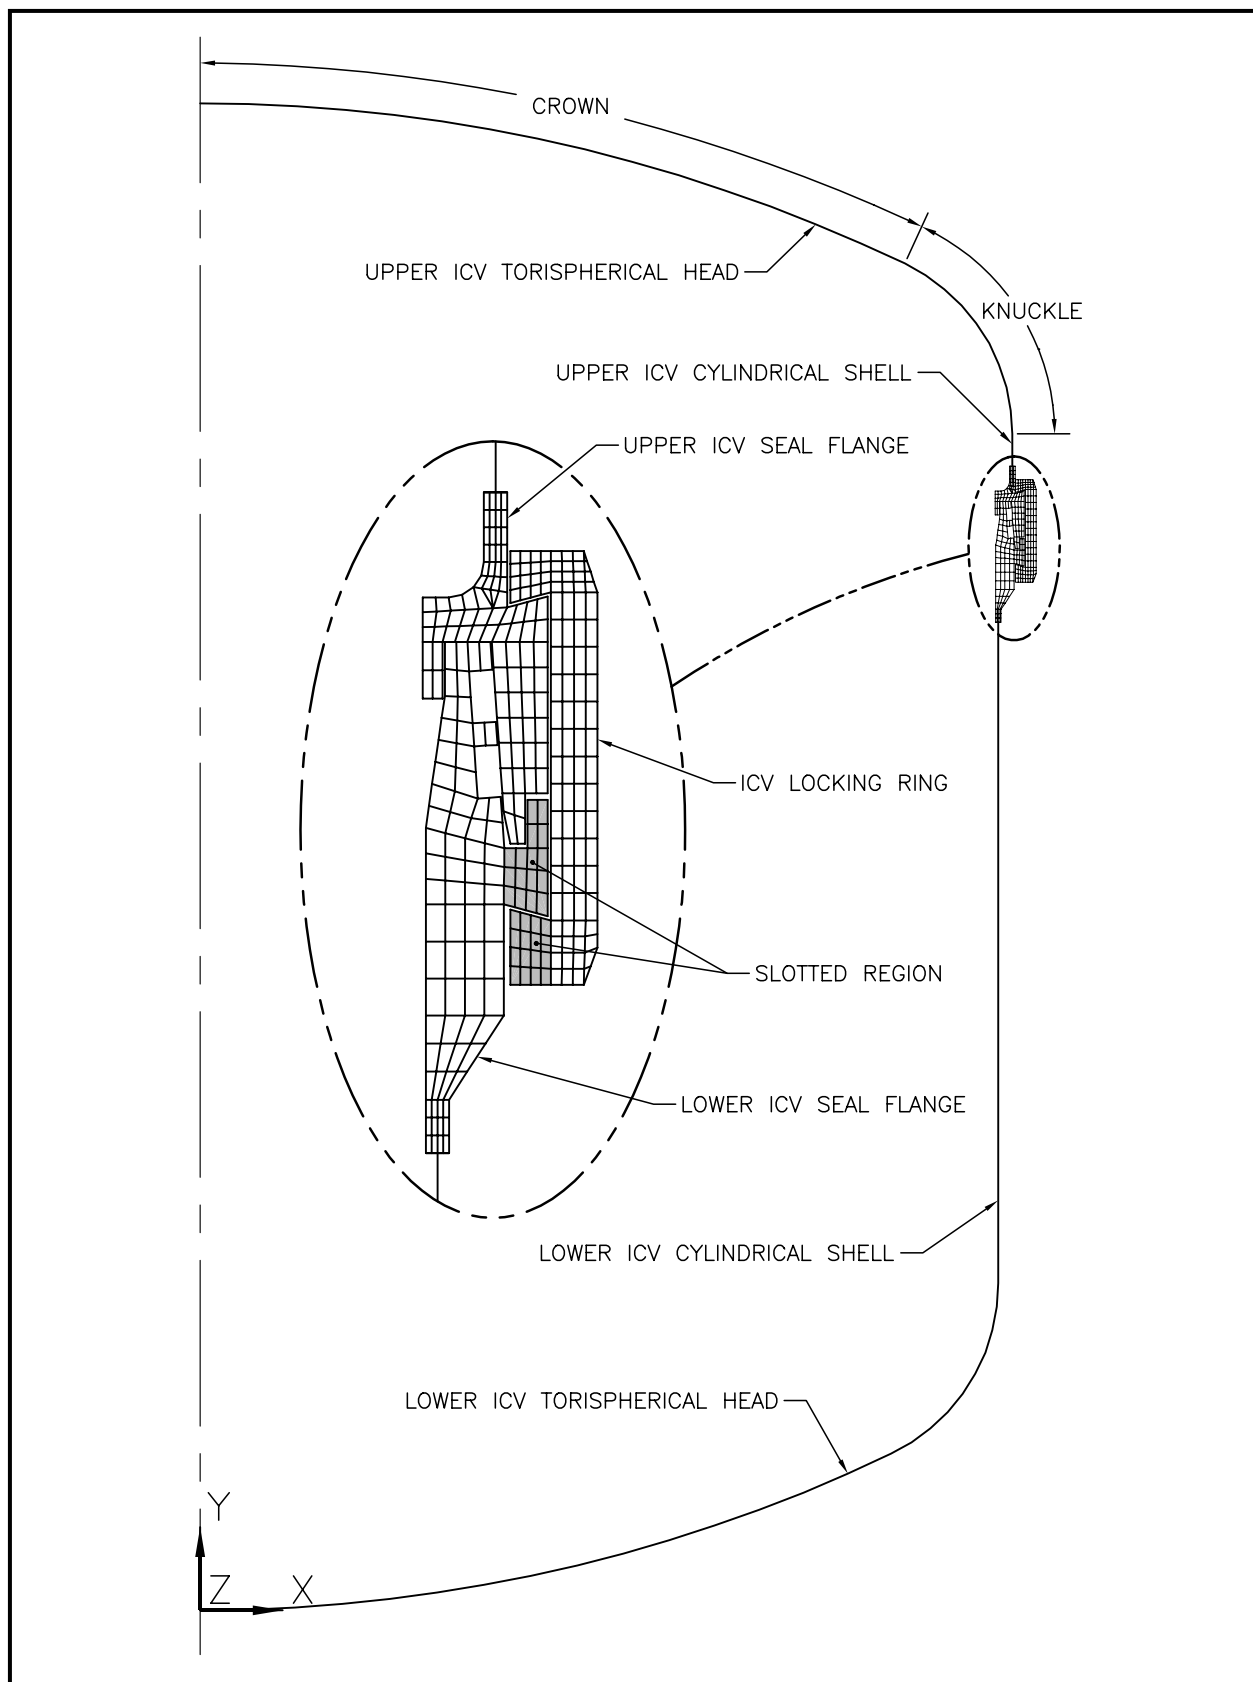 CROWN
UPPER ICV TORISPHERICAL HEAD
KNUCKLE
UPPER ICV CYLINDRICAL SHELL
UPPER ICV SEAL FLANGE
ICV LOCKING RING
SLOTTED REGION
LOWER ICV SEAL FLANGE
LOWER ICV CYLINDRICAL SHELL
LOWER ICV TORISPHERICAL HEAD
Y
Z
X